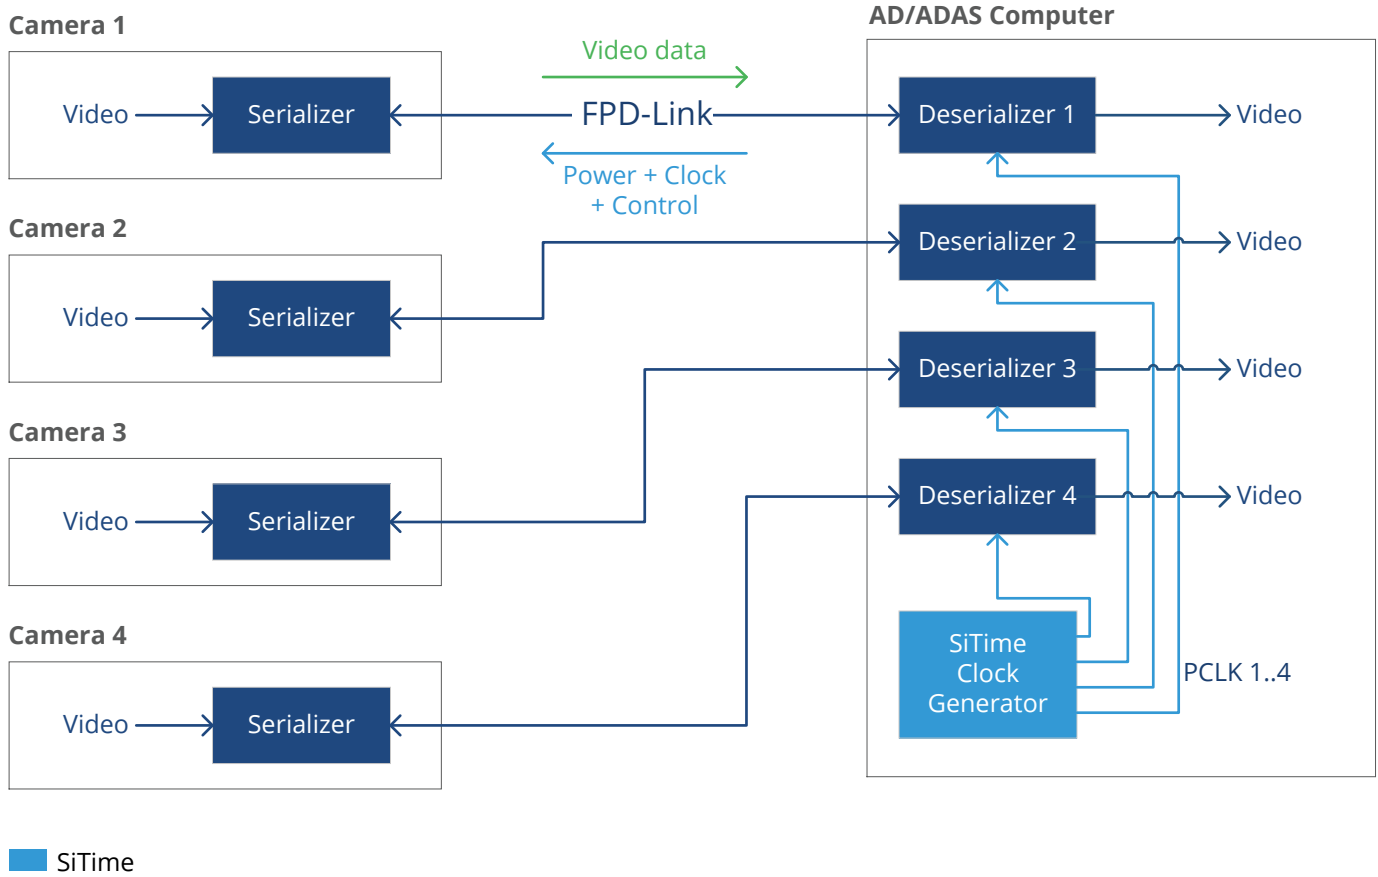 Camera 1
AD/ADAS Computer
Video data
Video
Serializer
FPD-Link
Deserializer 1
Video
Power + Clock
+ Control
Camera 2
Deserializer 2
Video
Video
Serializer
Deserializer 3
Video
Camera 3
Deserializer 4
Video
Video
Serializer
Camera 4
SiTime
Clock
Generator
PCLK 1..4
Video
Serializer
SiTime